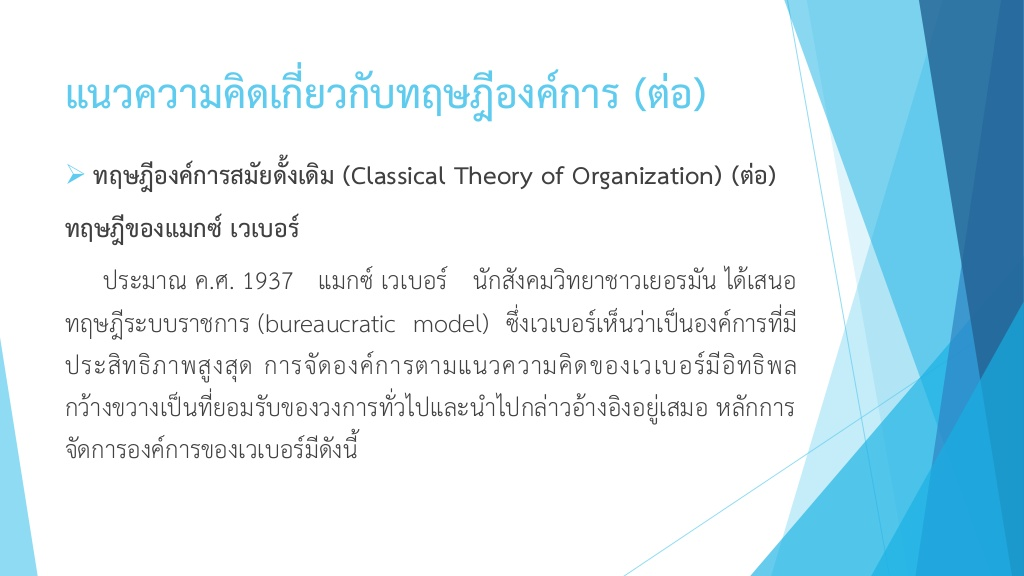 แนวความคิดเกี่ยวกับทฤษฎีองค์การ (ต่อ)
ทฤษฎีองค์การสมัยดั้งเดิม (Classical Theory of Organization) (ต่อ)
ทฤษฎีของแมกซ์ เวเบอร์
ประมาณ ค.ศ. 1937 แมกซ์ เวเบอร์ นักสังคมวิทยาชาวเยอรมัน ได้เสนอ
ทฤษฎีระบบราชการ (bureaucratic model) ซึ่งเวเบอร์เห็นว่าเป็นองค์การที่มี
ประสิทธิภาพสูงสุด การจัดองค์การตามแนวความคิดของเวเบอร์มีอิทธิพล
กว้างขวางเป็นที่ยอมรับของวงการทั่วไปและนำไปกล่าวอ้างอิงอยู่เสมอ หลักการ
จัดการองค์การของเวเบอร์มีดังนี้